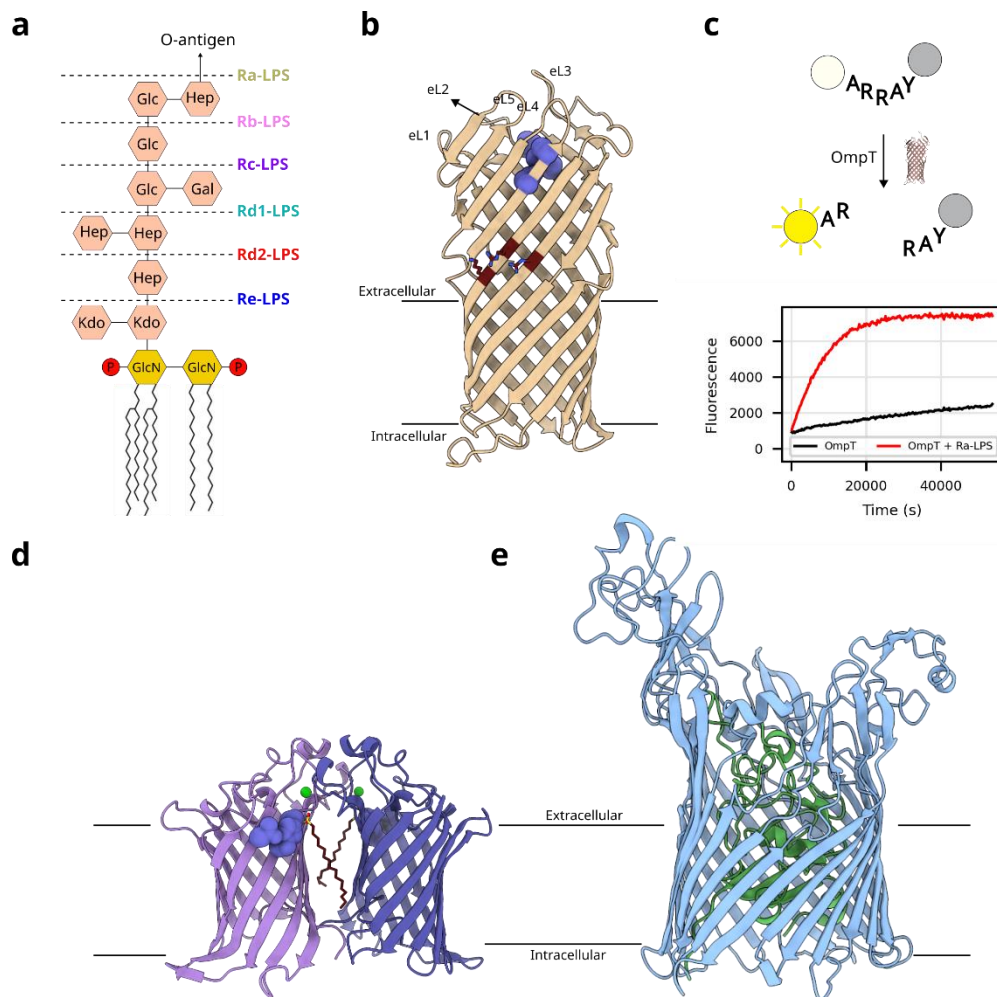 a
O-antigen
Ra-LPS
Glc
Hep
Rb-LPS
Glc
Rc-LPS
Glc
Gal
Rd1-LPS
Hep
Hep
Rd2-LPS
Hep
Re-LPS
Kdo
Kdo
P
GlcN
GlcN
P
b
eL3
eL2
eL5
eL4
eL1
Extracellular
Intracellular
c
ARRAY
OmpT
AR
RAY
Fluorescence
6000
4000
2000
0
OmpT
OmpT + Ra-LPS
0
20000
40000
Time (s)
d
e
Extracellular
Intracellular